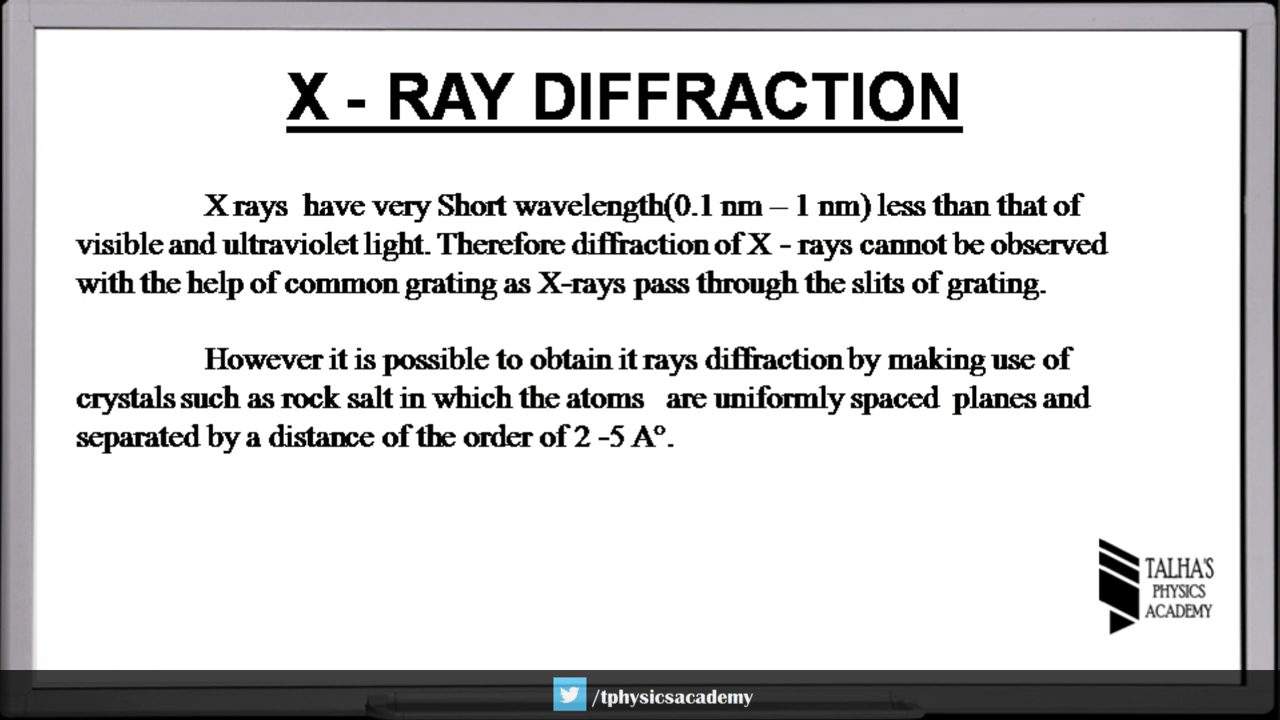 X - RAY DIFFRACTION
X rays have very Short wavelength(0.1 nm – 1 nm) less than that of
visible and ultraviolet light. Therefore diffraction of X - rays cannot be observed
with the help of common grating as X-rays pass through the slits of grating.
However it is possible to obtain it rays diffraction by making use of
crystals such as rock salt in which the atoms are uniformly spaced planes and
separated by a distance of the order of 2 -5 A°.
TALHA'S
PHYSICS
ACADEMY
/tphysicsacademy